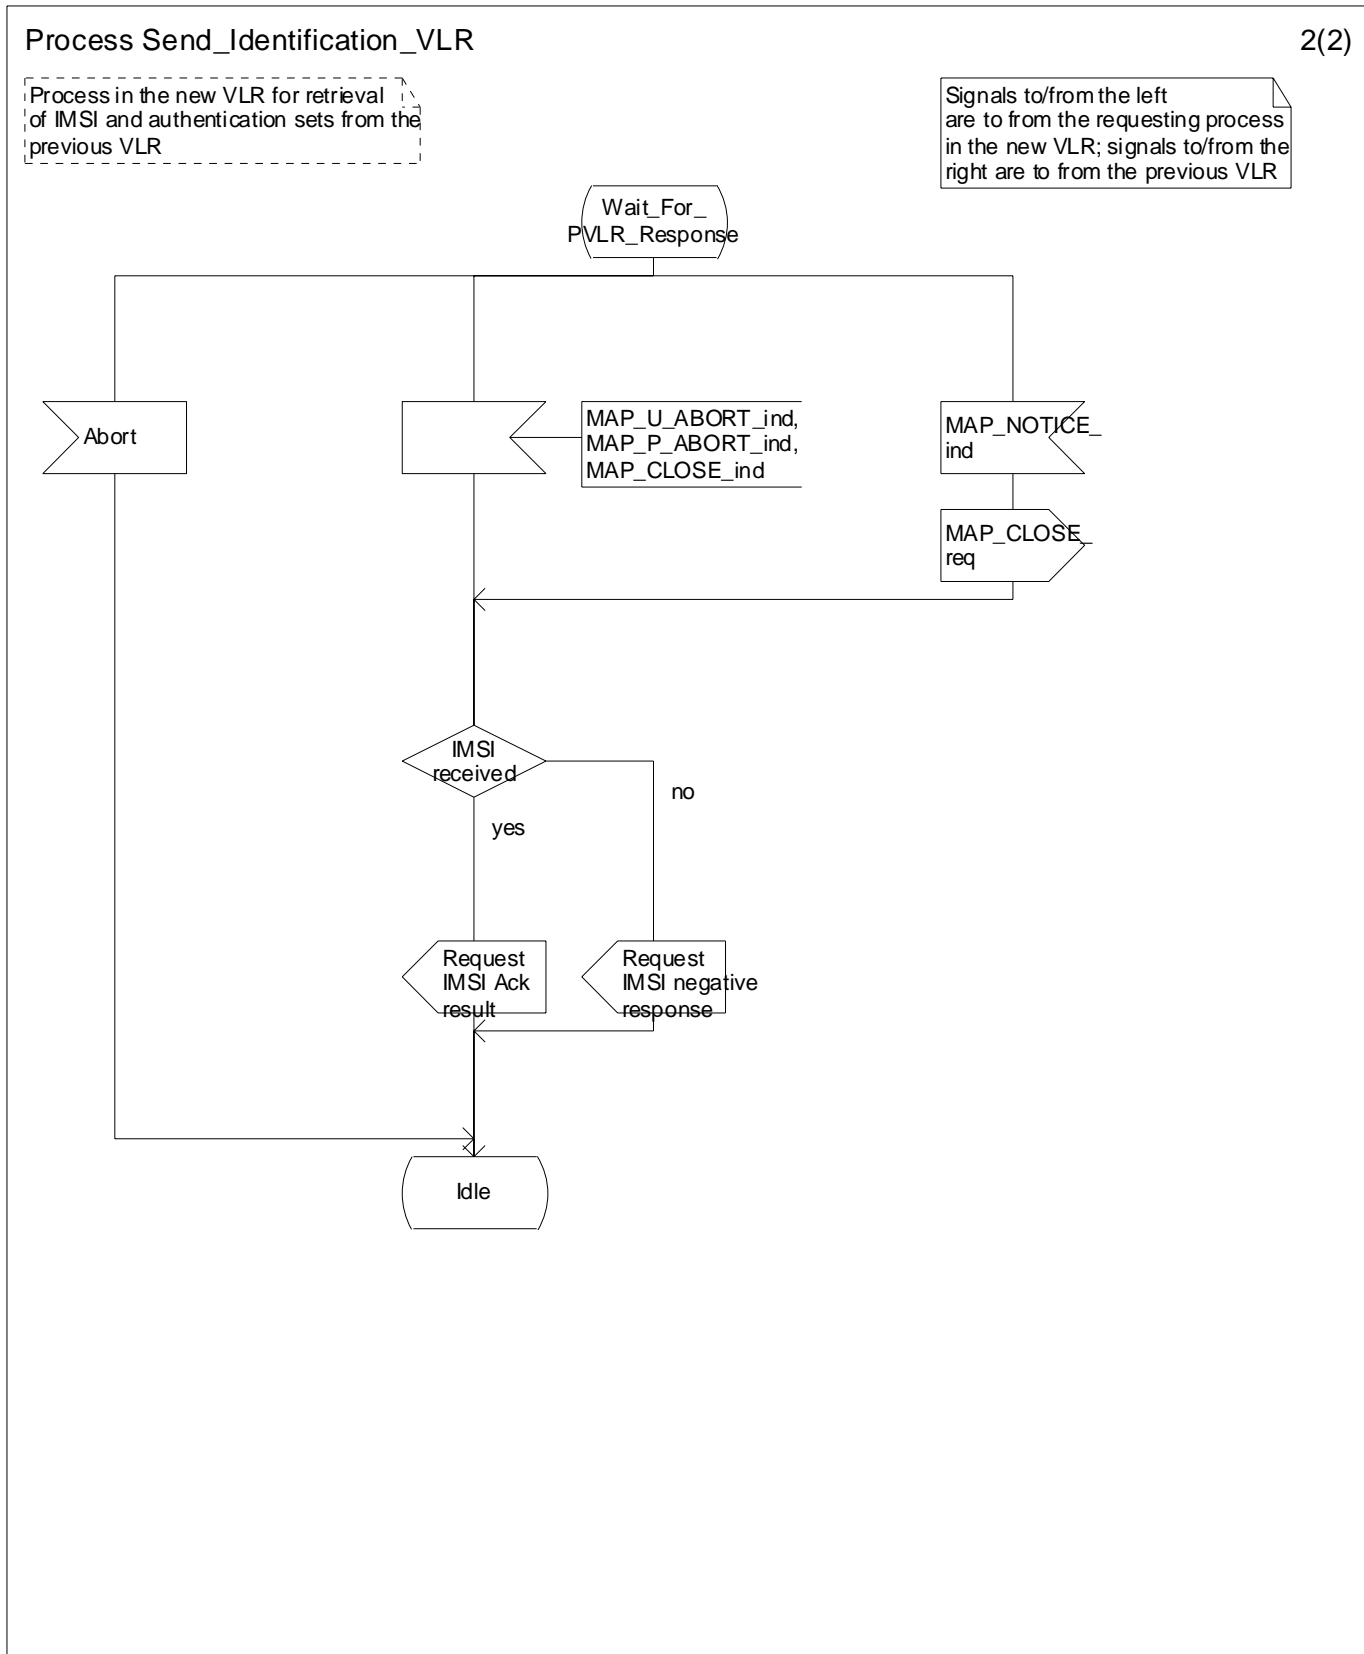 Process Send_Identification_VLR
2(2)
Process in the new VLR for retrieval
of IMSI and authentication sets from the
previous VLR
Signals to/from the left
are to from the requesting process
in the new VLR; signals to/from the
right are to from the previous VLR
Wait_For_
PVLR_Response
Abort
MAP_U_ABORT_ind,
MAP_P_ABORT_ind,
MAP_CLOSE_ind
MAP_NOTICE_
ind
MAP_CLOSE_
req
IMSI
received
no
yes
Request
IMSI Ack
result
Request
IMSI negative
response
Idle